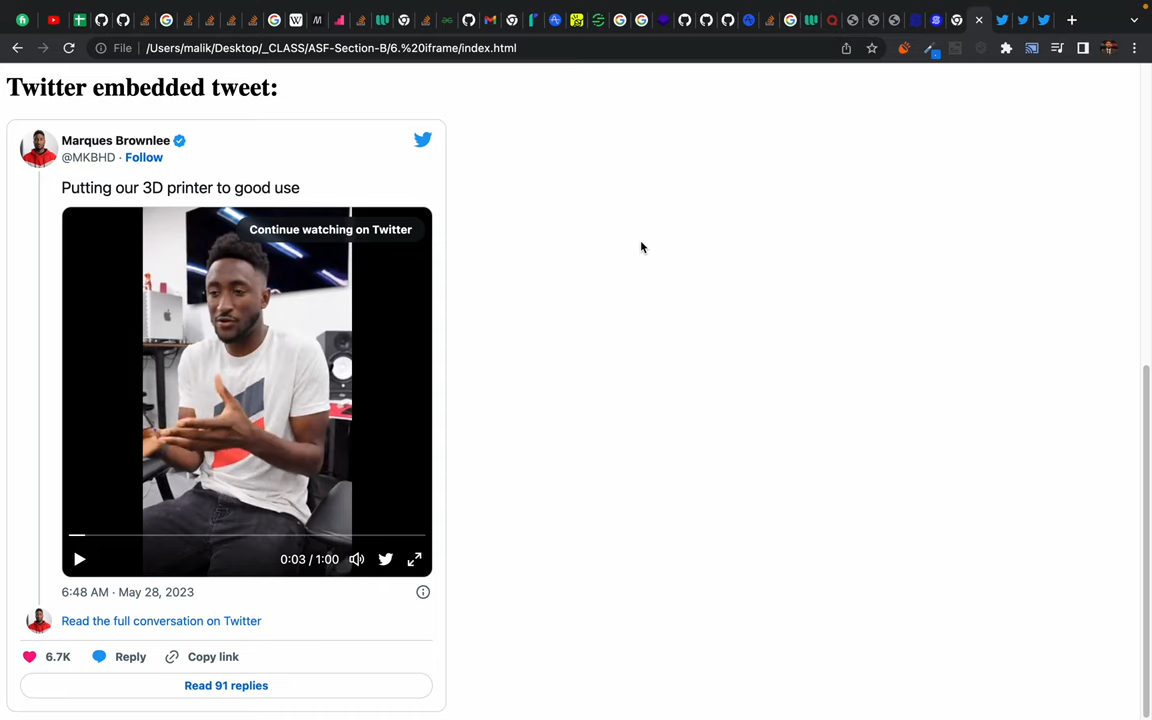 File
/Users/malik/Desktop/_CLASS/ASF-Section-B/6.%20iframe/index.html
Twitter embedded tweet:
Marques Brownlee
@MKBHD · Follow
Putting our 3D printer to good use
Continue watching on Twitter
0:03 / 1:00
6:48 AM · May 28, 2023
Read the full conversation on Twitter
6.7K Reply Copy link
Read 91 replies